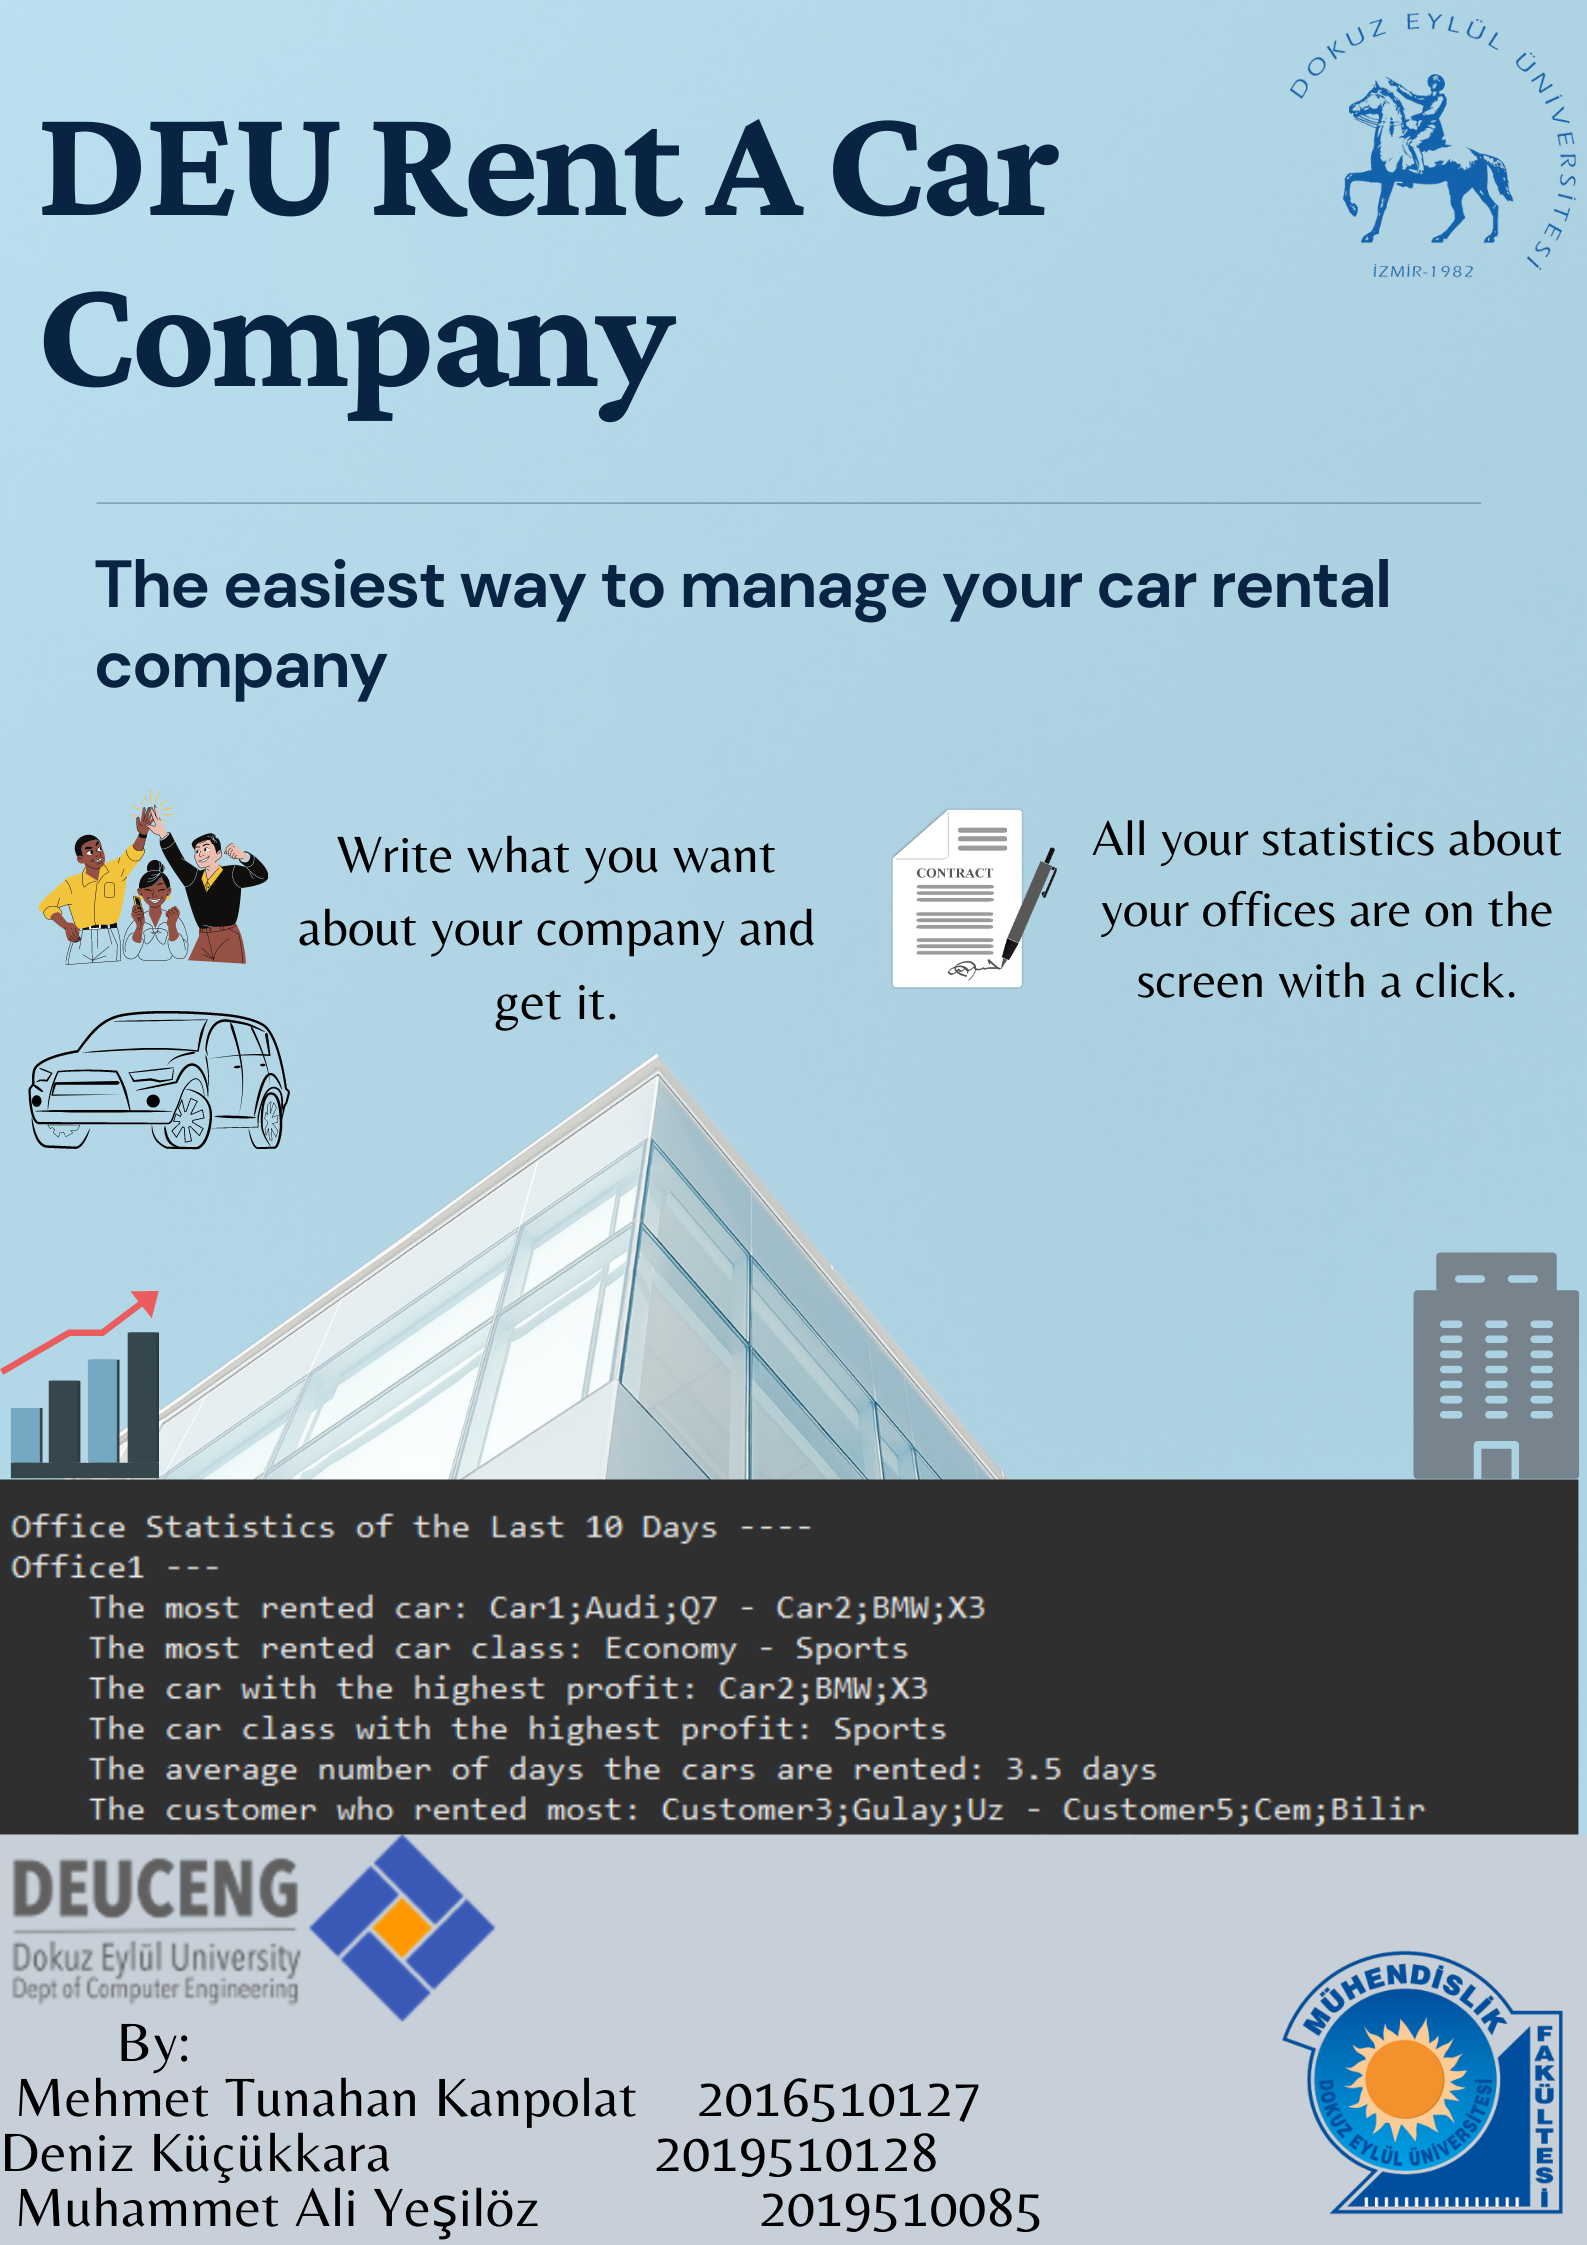 DOKUZ EYLÜL ÜNİVERSİTESİ
İZMİR-1982
DEU Rent A Car
Company
The easiest way to manage your car rental
company
Write what you want
about your company and
get it.
CONTRACT
All your statistics about
your offices are on the
screen with a click.
Office Statistics of the Last 10 Days ----
Office1 ---
The most rented car: Car1;Audi;Q7 - Car2;BMW;X3
The most rented car class: Economy - Sports
The car with the highest profit: Car2;BMW;X3
The car class with the highest profit: Sports
The average number of days the cars are rented: 3.5 days
The customer who rented most: Customer3;Gulay;Uz - Customer5;Cem;Bilir
DEUCENG
Dokuz Eylül University
Dept of Computer Engineering
By:
Mehmet Tunahan Kanpolat 2016510127
Deniz Küçükkara 2019510128
Muhammet Ali Yeşilöz 2019510085
MÜHENDİSLİK
FAKÜLTESİ
DOKUZ EYLÜL ÜNİVERSİTESİ